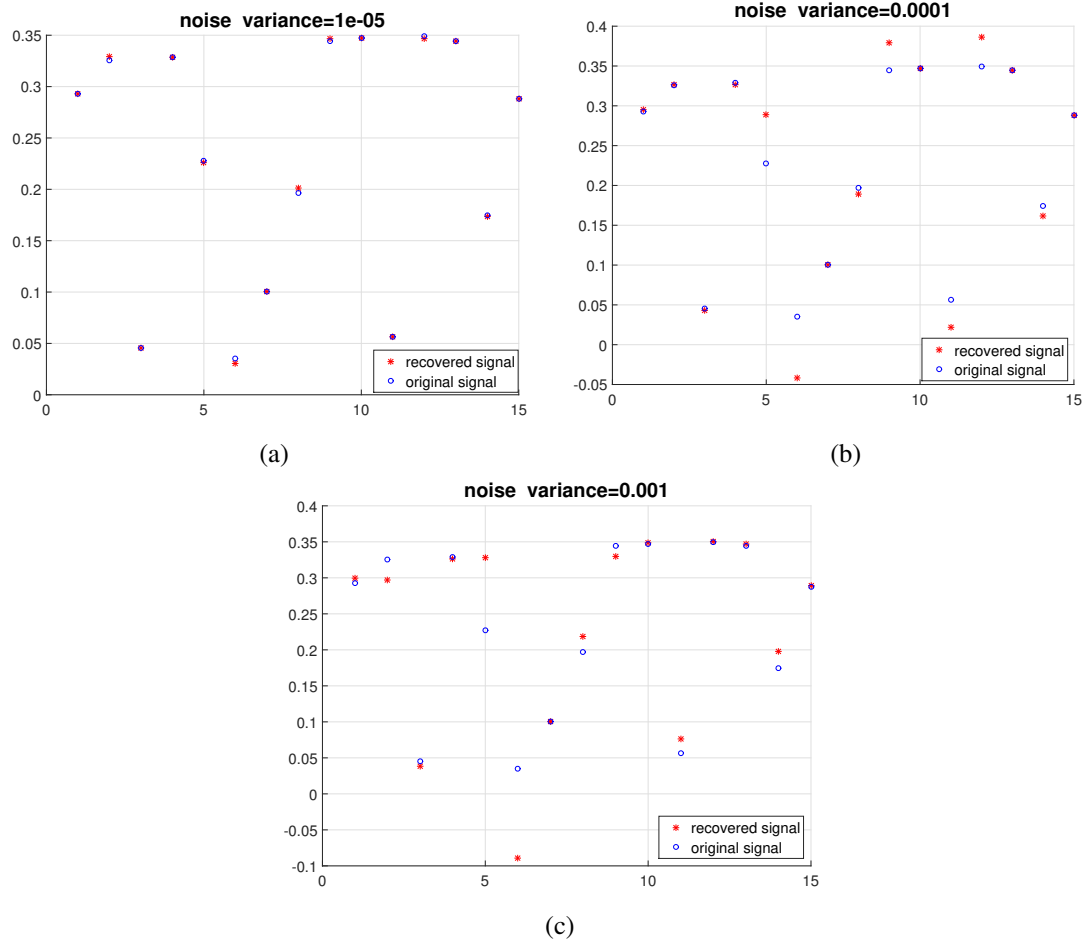 noise variance=1e-05
0.35
0.3
0.25
0.2
0.15
0.1
0.05
0
0 5 10 15
recovered signal
original signal
(a)
noise variance=0.0001
0.4
0.35
0.3
0.25
0.2
0.15
0.1
0.05
0
-0.05
0 5 10 15
recovered signal
original signal
(b)
noise variance=0.001
0.4
0.35
0.3
0.25
0.2
0.15
0.1
0.05
0
-0.05
-0.1
0 5 10 15
recovered signal
original signal
(c)